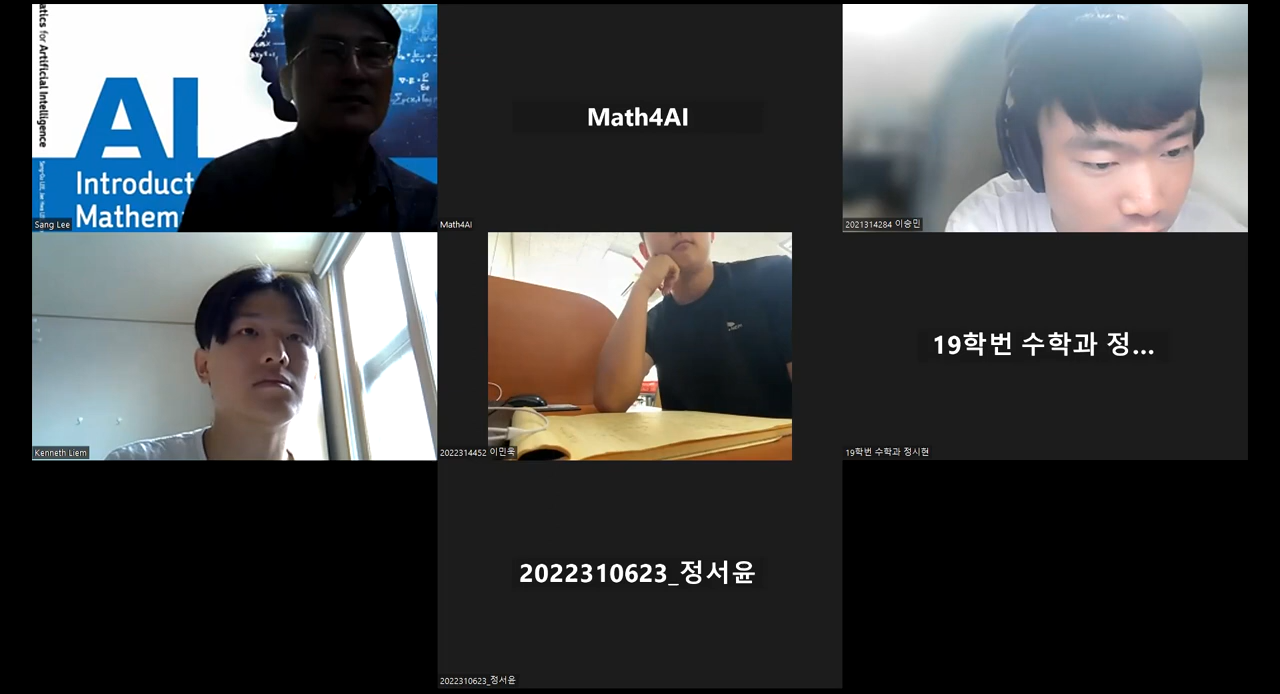 atics for Artificial Intelligence
AI
Introduct
Mathem
Sang Lee
Math4AI
Math4AI
2021314284 이승민
Kenneth Liem
2022314452 이민욱
19학번 수학과 정...
19학번 수학과 정시현
2022310623_정서윤
2022310623_정서윤